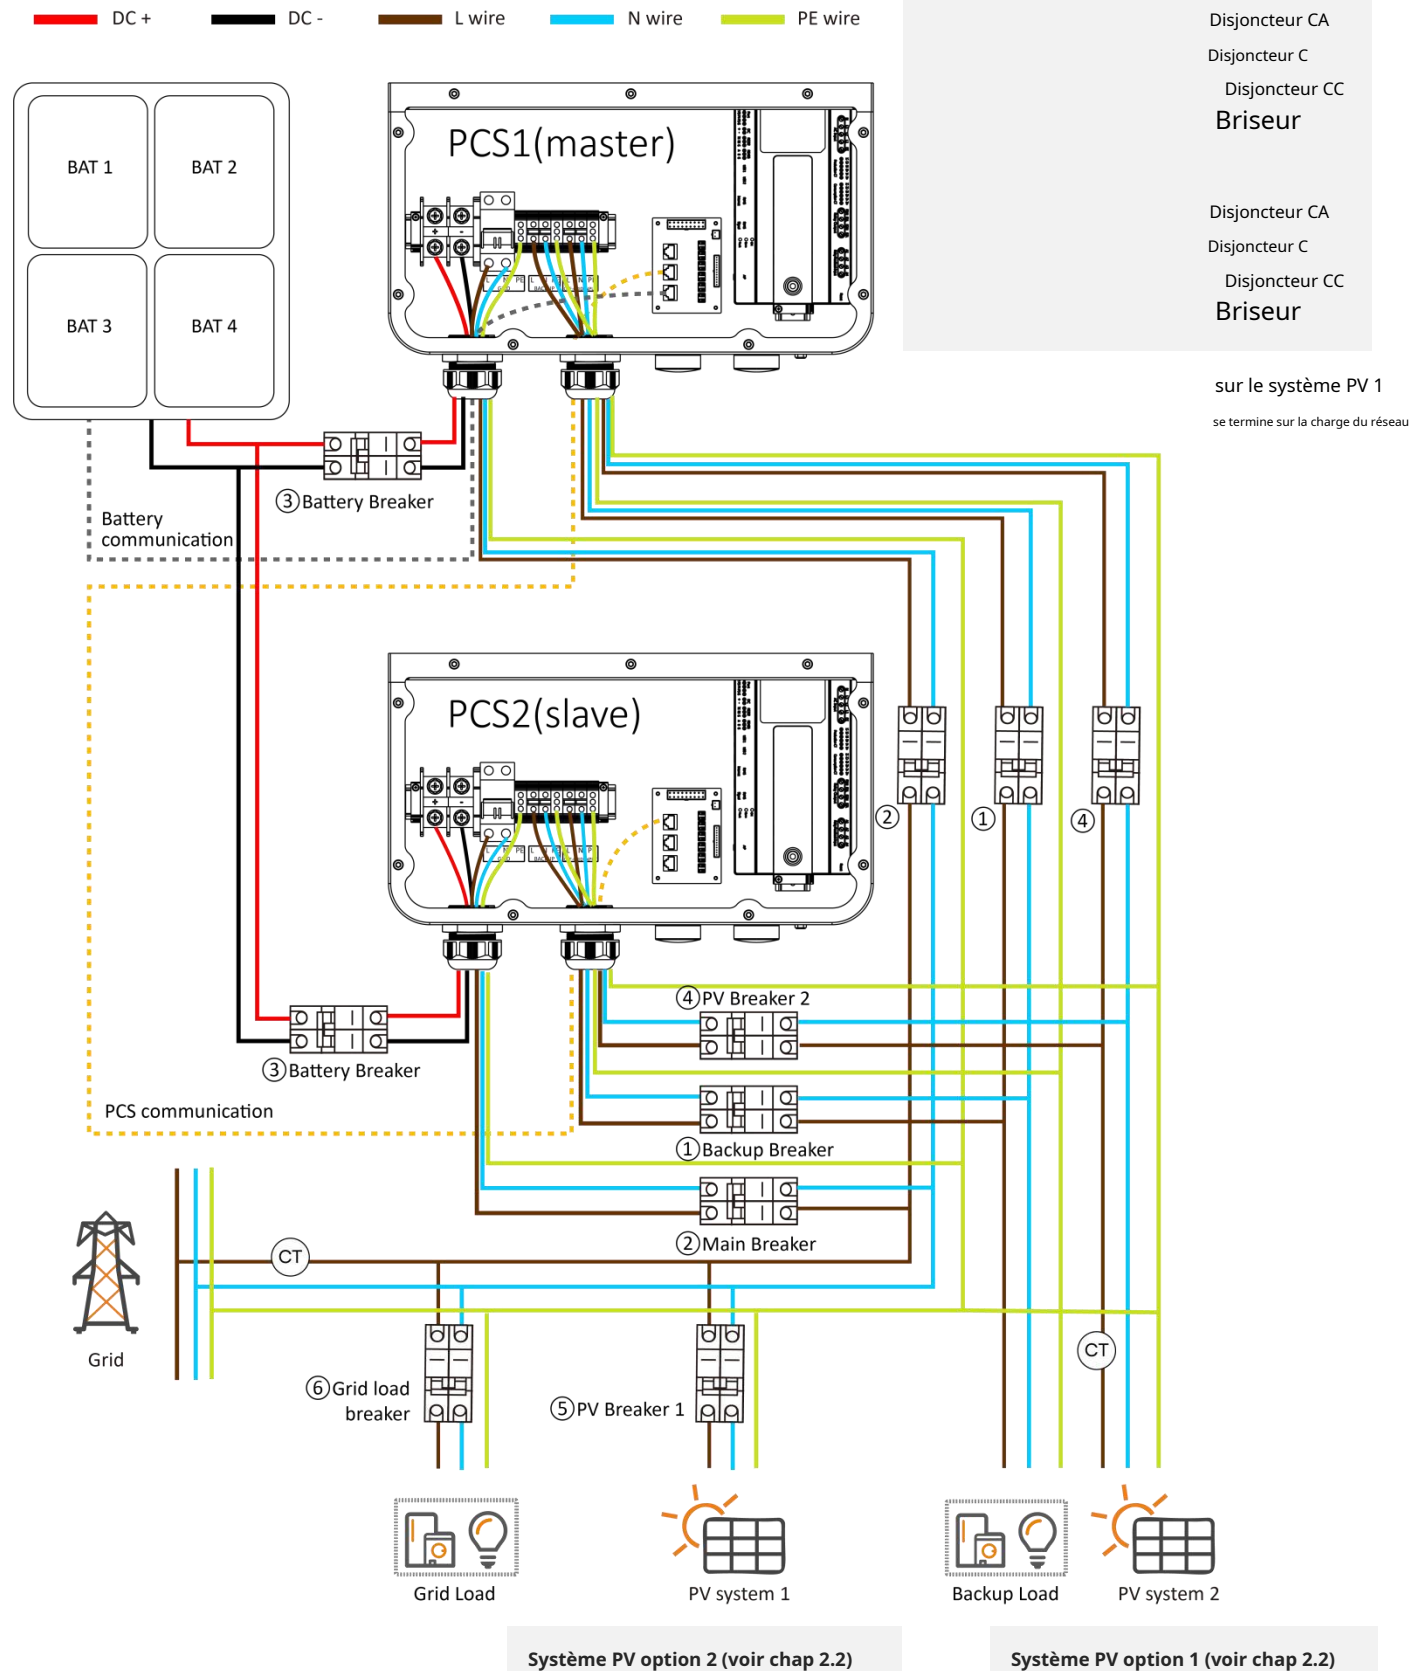 DC +
DC -
L wire
N wire
PE wire
Disjoncteur CA
Disjoncteur C
Disjoncteur CC
Briseur
Disjoncteur CA
Disjoncteur C
Disjoncteur CC
Briseur
sur le système PV 1
se termine sur la charge du réseau
BAT 1
BAT 2
BAT 3
BAT 4
PCS1(master)
③Battery Breaker
Battery
communication
PCS2(slave)
②
①
④
④PV Breaker 2
③Battery Breaker
PCS communication
①Backup Breaker
②Main Breaker
CT
Grid
CT
⑥Grid load
breaker
⑤PV Breaker 1
Grid Load
PV system 1
Backup Load
PV system 2
Système PV option 2 (voir chap 2.2)
Système PV option 1 (voir chap 2.2)